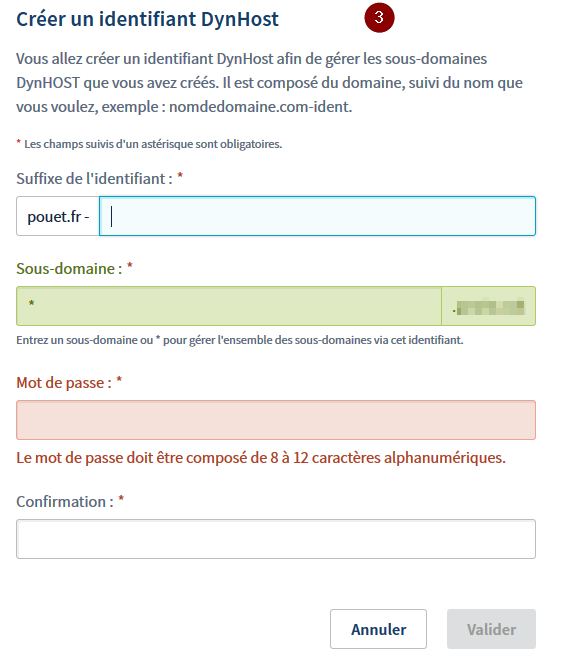 Créer un identifiant DynHost
3
Vous allez créer un identifiant DynHost afin de gérer les sous-domaines
DynHOST que vous avez créés. Il est composé du domaine, suivi du nom que
vous voulez, exemple : nomdedomaine.com-ident.
* Les champs suivis d'un astérisque sont obligatoires.
Suffixe de l'identifiant : *
pouet.fr -
Sous-domaine : *
*
.
Entrez un sous-domaine ou * pour gérer l'ensemble des sous-domaines via cet identifiant.
Mot de passe : *
Le mot de passe doit être composé de 8 à 12 caractères alphanumériques.
Confirmation : *
Annuler
Valider